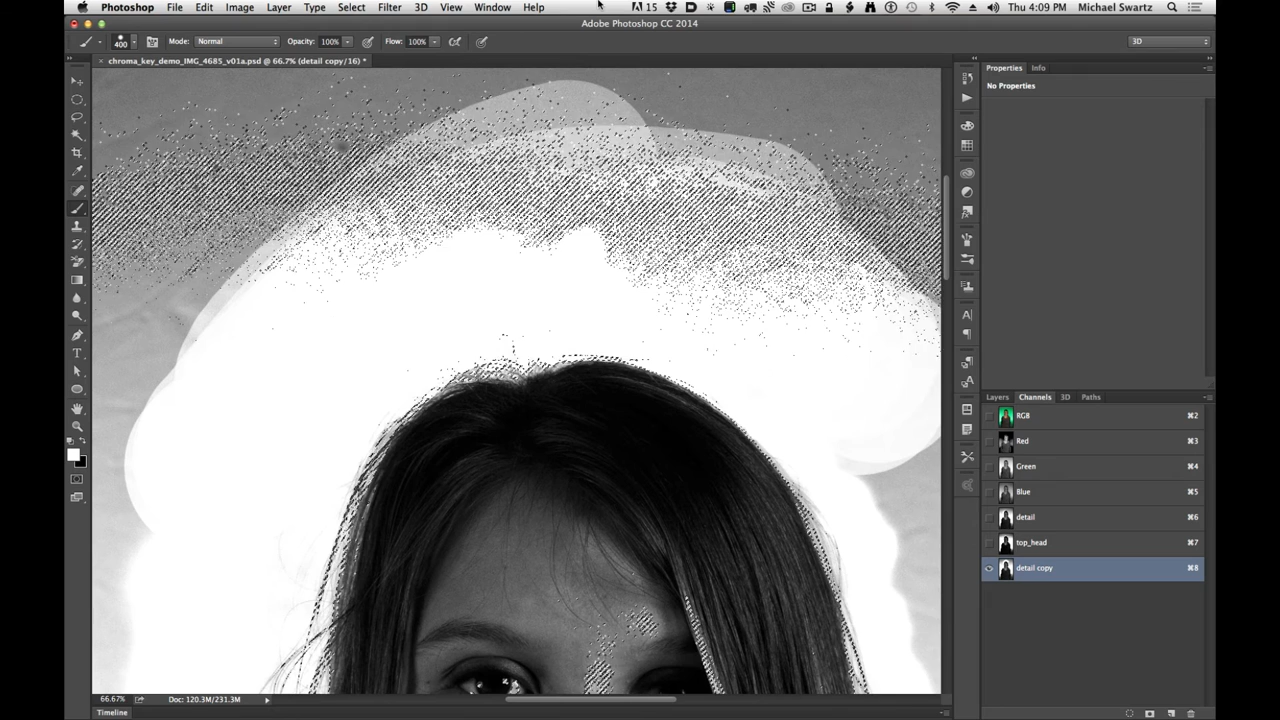 Photoshop File Edit Image Layer Type Select Filter 3D View Window Help 15 Thu 4:09 PM Michael Swartz
Adobe Photoshop CC 2014
400 Mode: Normal Opacity: 100% Flow: 100% 3D
chroma_key_demo_IMG_4685_v01a.psd @ 66.7% (detail copy/16) *
Properties Info
No Properties
Layers Channels 3D Paths
RGB ⌘2
Red ⌘3
Green ⌘4
Blue ⌘5
detail ⌘6
top_head ⌘7
detail copy ⌘8
66.67% Doc: 120.3M/231.3M
Timeline